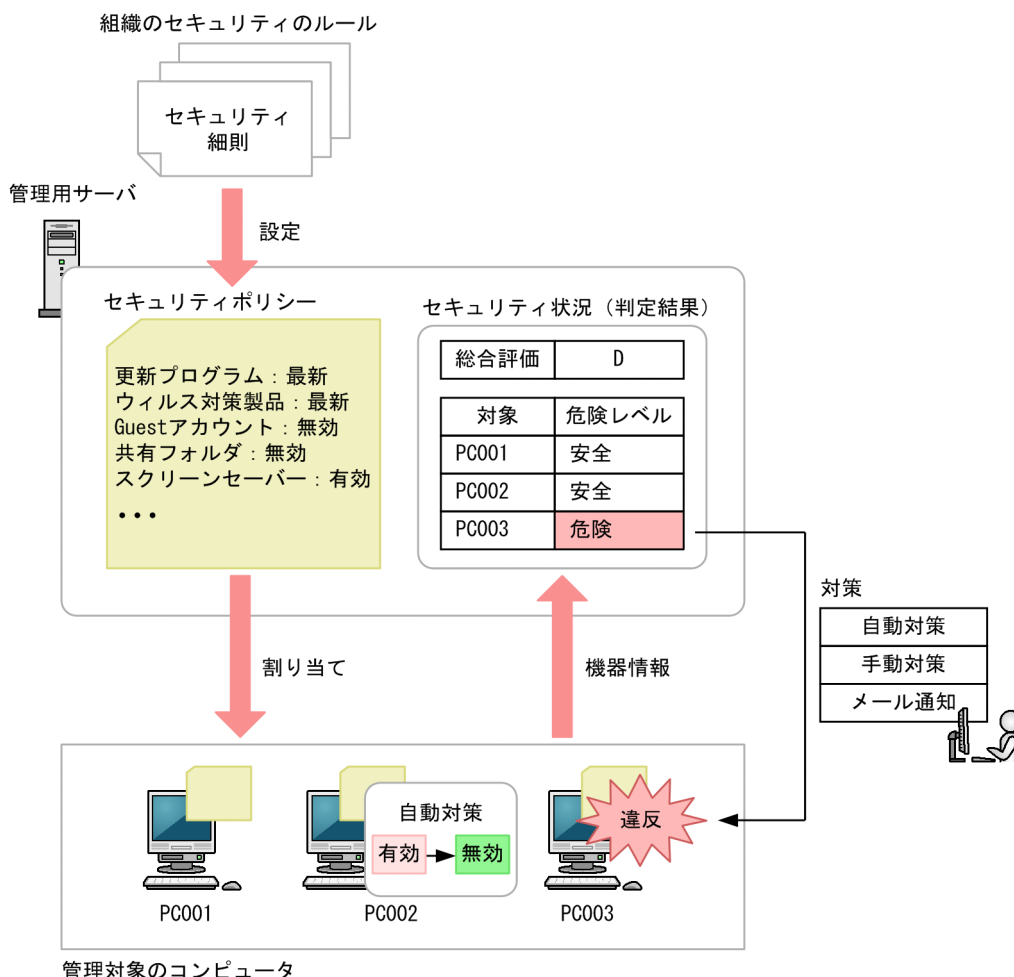 組織のセキュリティのルール
セキュリティ
細則
管理用サーバ
設定
セキュリティポリシー
更新プログラム：最新
ウィルス対策製品：最新
Guestアカウント：無効
共有フォルダ：無効
スクリーンセーバー：有効
・・・
セキュリティ状況（判定結果）
総合評価 D
対象 危険レベル
PC001 安全
PC002 安全
PC003 危険
割り当て
機器情報
対策
自動対策
手動対策
メール通知
自動対策
有効 無効
違反
PC001
PC002
PC003
管理対象のコンピュータ